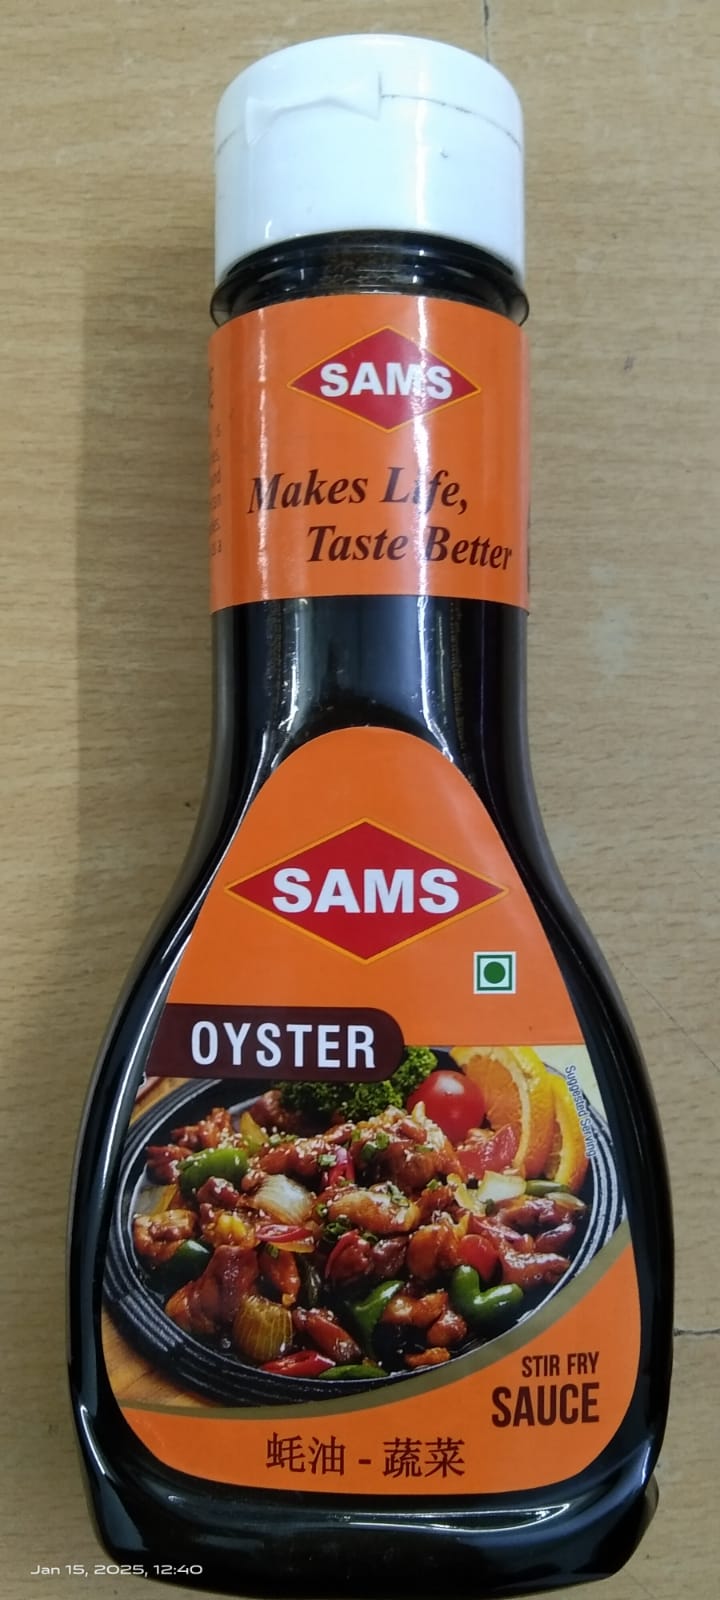 SAMS
Makes Life,
Taste Better
SAMS
OYSTER
Suggested Serving
STIR FRY
SAUCE
蚝油 - 蔬菜
Jan 15, 2025, 12:40